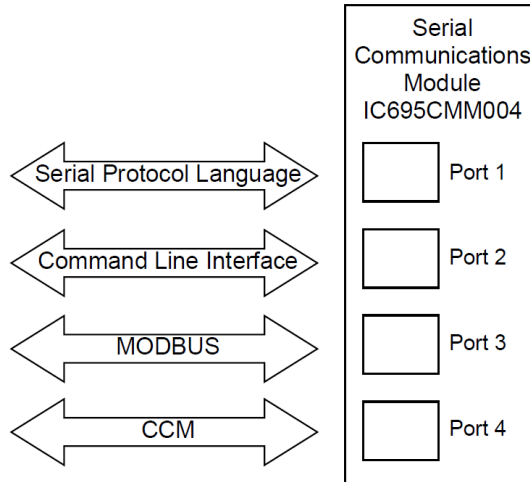 Serial
Communications
Module
IC695CMM004
Serial Protocol Language
Port 1
Command Line Interface
Port 2
MODBUS
Port 3
CCM
Port 4